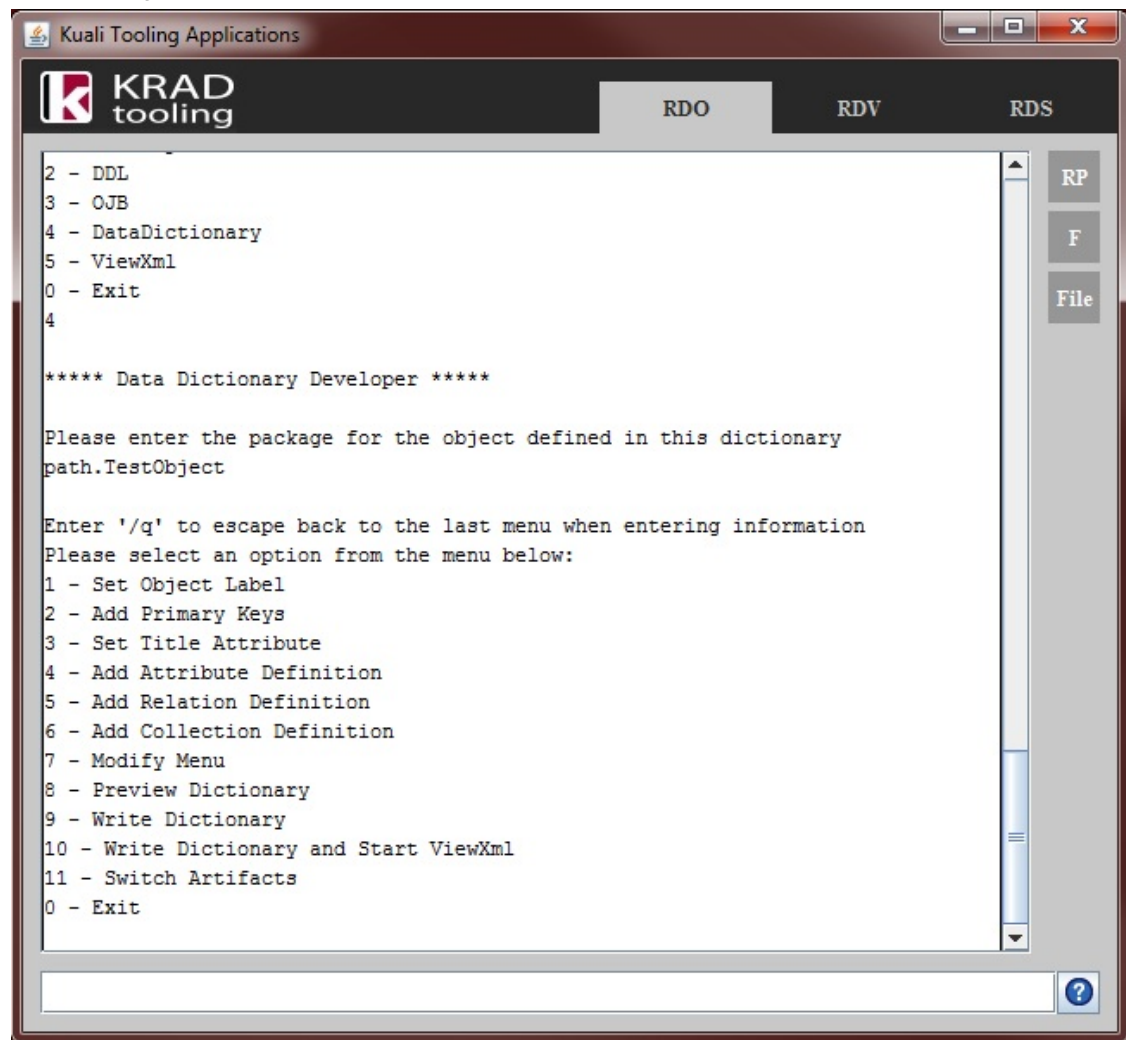 Kuali Tooling Applications
KRAD
tooling
RDO
RDV
RDS
2 - DDL
3 - OJB
4 - DataDictionary
5 - ViewXml
0 - Exit
4
***** Data Dictionary Developer *****
Please enter the package for the object defined in this dictionary
path.TestObject
Enter '/q' to escape back to the last menu when entering information
Please select an option from the menu below:
1 - Set Object Label
2 - Add Primary Keys
3 - Set Title Attribute
4 - Add Attribute Definition
5 - Add Relation Definition
6 - Add Collection Definition
7 - Modify Menu
8 - Preview Dictionary
9 - Write Dictionary
10 - Write Dictionary and Start ViewXml
11 - Switch Artifacts
0 - Exit
RP
F
File